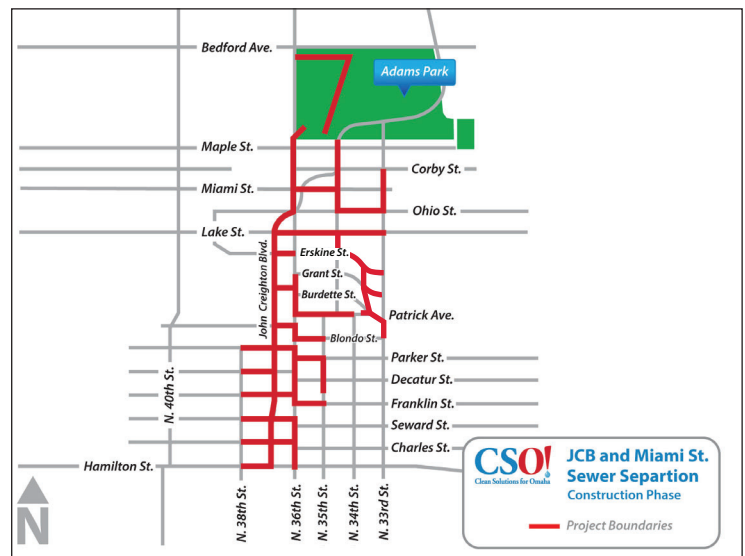 Bedford Ave.
Adams Park
Maple St.
Corby St.
Miami St.
Ohio St.
Lake St.
Erskine St.
Grant St.
Burdette St.
Patrick Ave.
John Creighton Blvd.
Blondo St.
Parker St.
N. 40th St.
Decatur St.
Franklin St.
Seward St.
Charles St.
Hamilton St.
N. 38th St.
N. 36th St.
N. 35th St.
N. 34th St.
N. 33rd St.
N
CSO!
Clean Solutions for Omaha
JCB and Miami St.
Sewer Separtion
Construction Phase
Project Boundaries